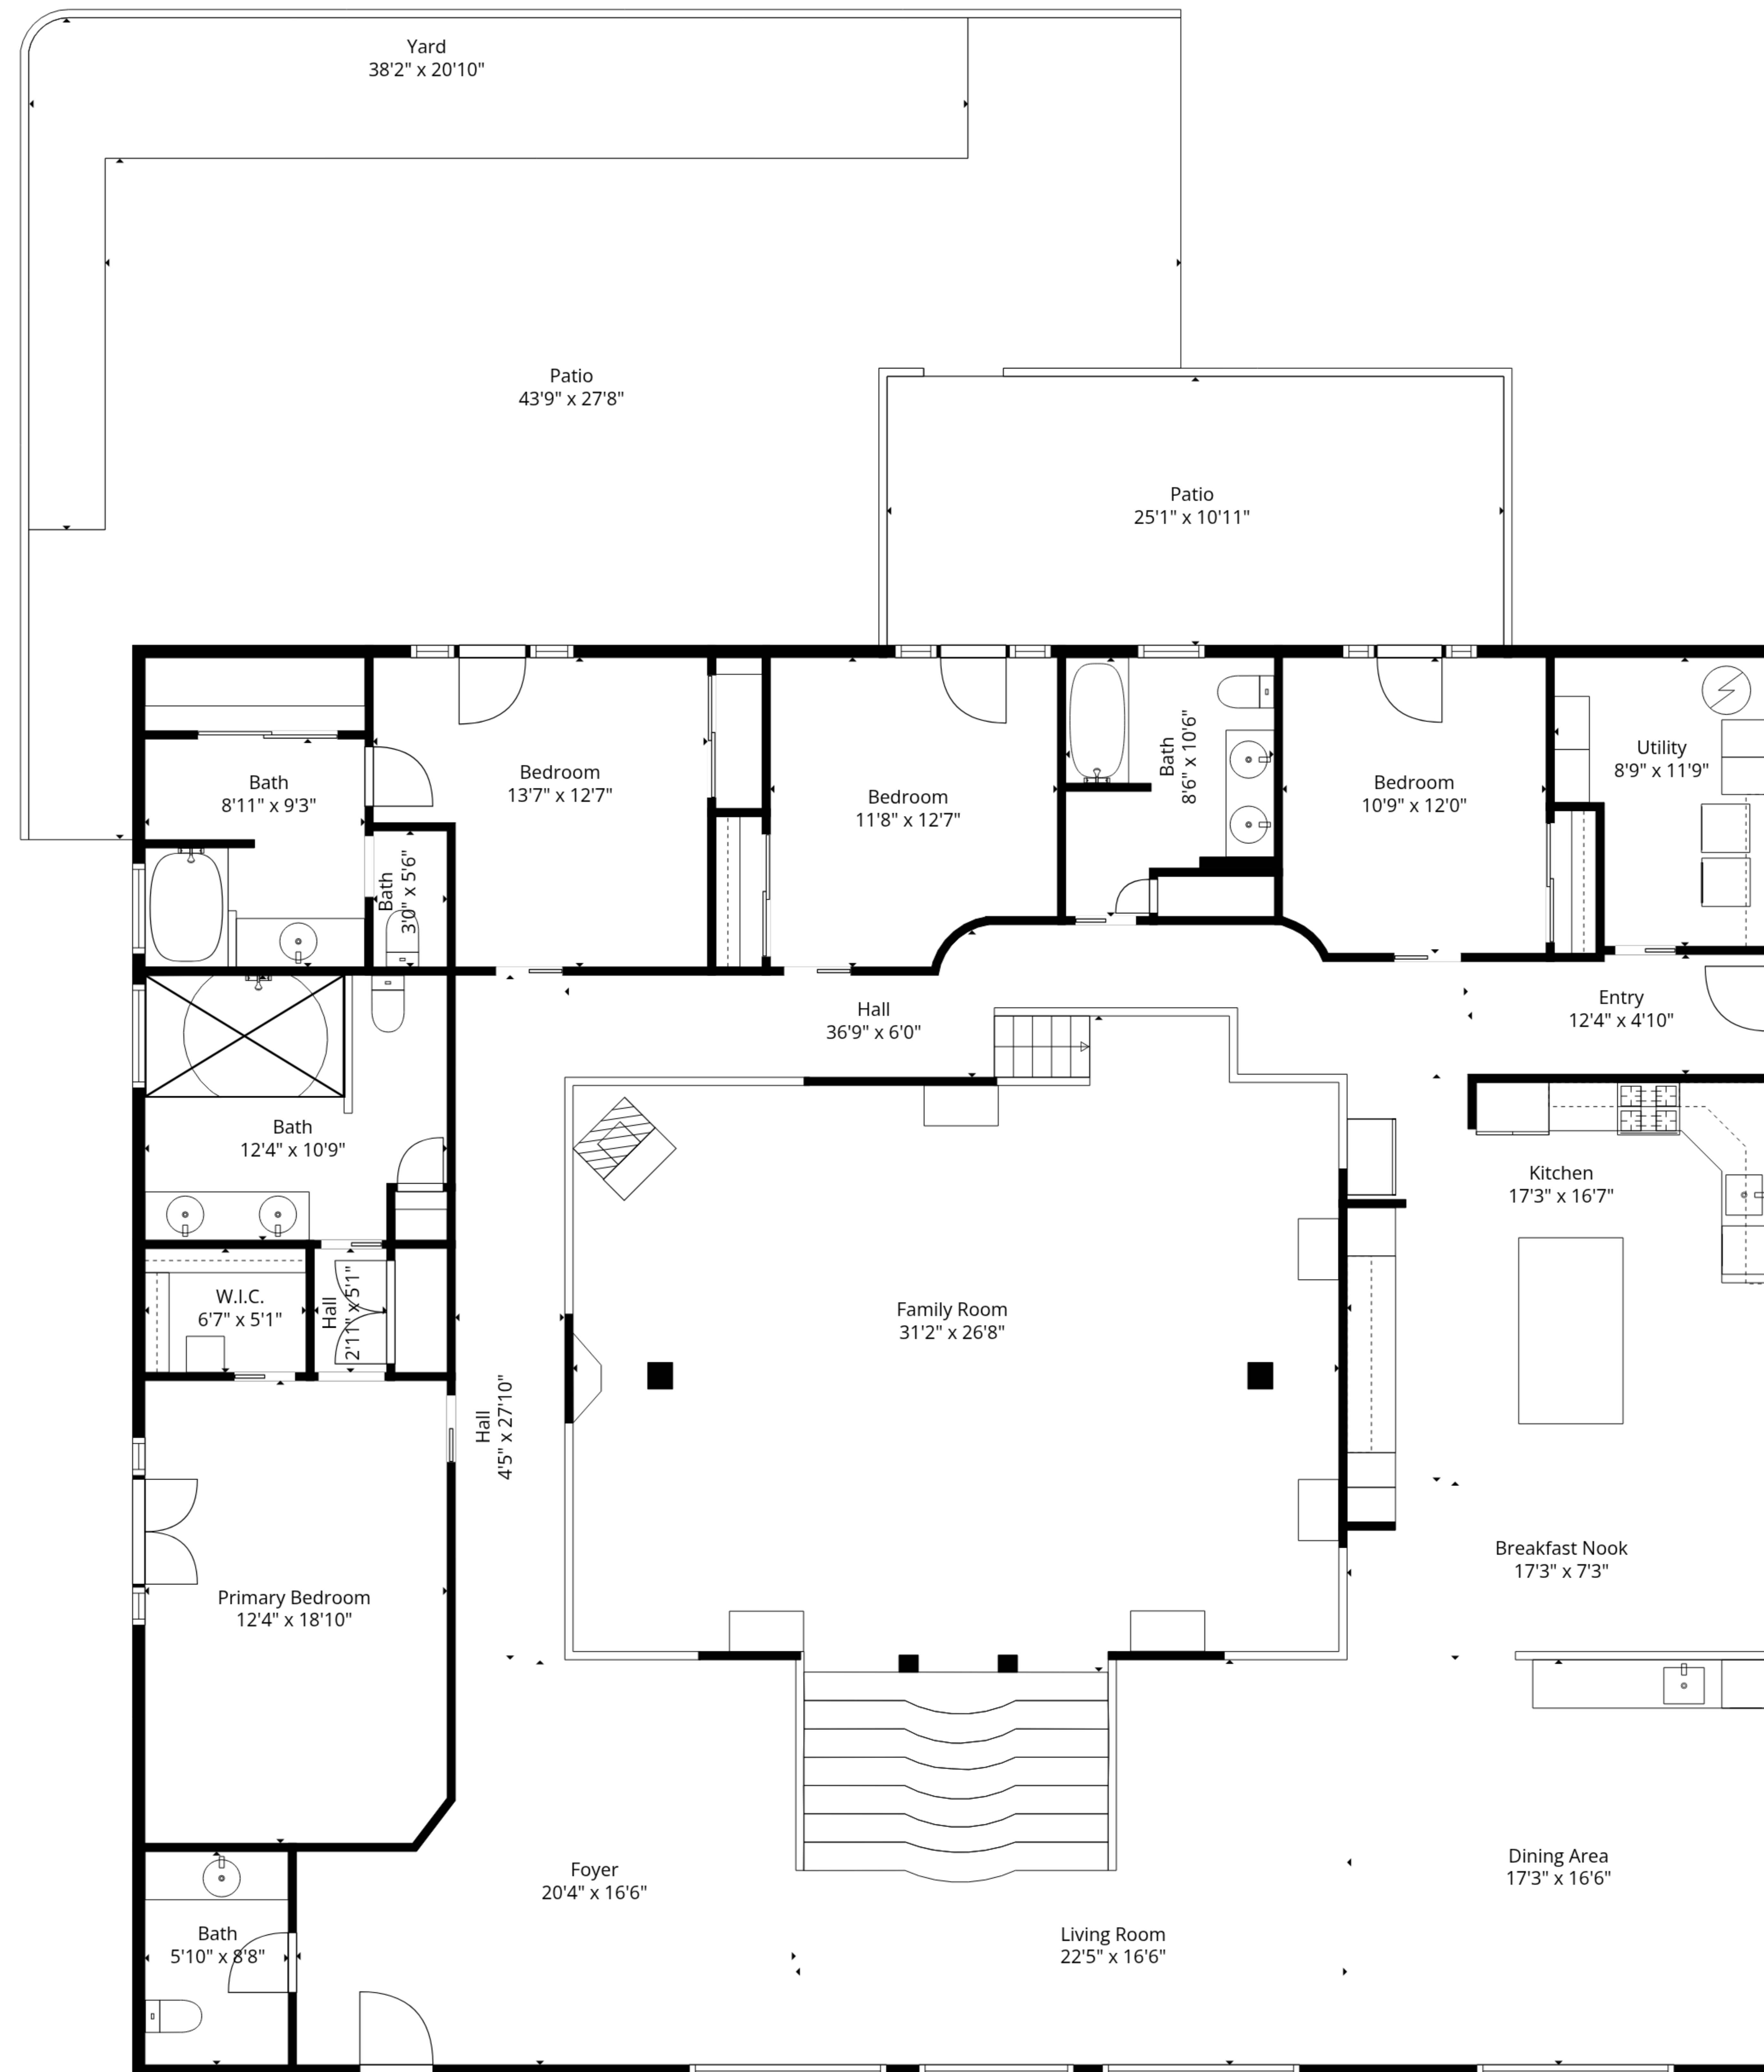 Yard
38'2" x 20'10"
Patio
43'9" x 27'8"
Patio
25'1" x 10'11"
Bath
8'11" x 9'3"
Bedroom
13'7" x 12'7"
Bedroom
11'8" x 12'7"
Bath
8'6" x 10'6"
Bedroom
10'9" x 12'0"
Utility
8'9" x 11'9"
Bath
3'0" x 5'6"
Hall
36'9" x 6'0"
Entry
12'4" x 4'10"
Bath
12'4" x 10'9"
Kitchen
17'3" x 16'7"
W.I.C.
6'7" x 5'1"
Hall
2'11" x 5'1"
Family Room
31'2" x 26'8"
Hall
4'5" x 27'10"
Breakfast Nook
17'3" x 7'3"
Primary Bedroom
12'4" x 18'10"
Foyer
20'4" x 16'6"
Dining Area
17'3" x 16'6"
Bath
5'10" x 8'8"
Living Room
22'5" x 16'6"